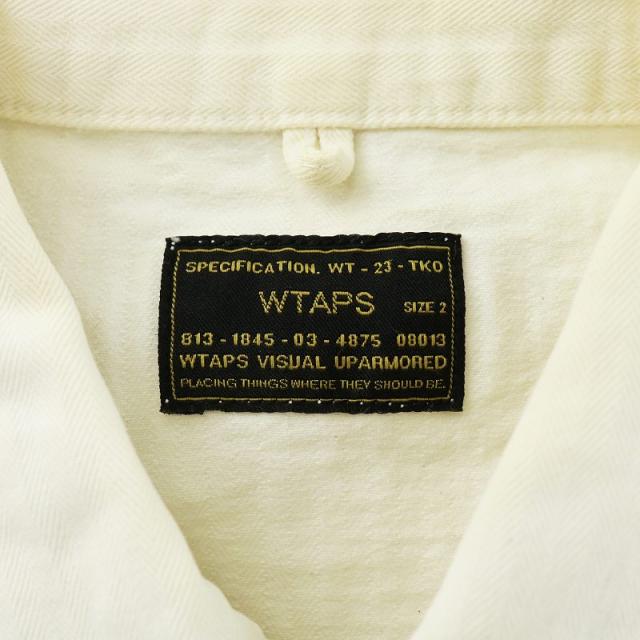 SPECIFICATION. WT - 23 - TKO
WTAPS SIZE 2
813 - 1845 - 03 - 4875 08013
WTAPS VISUAL UPARMORED
PLACING THINGS WHERE THEY SHOULD BE.